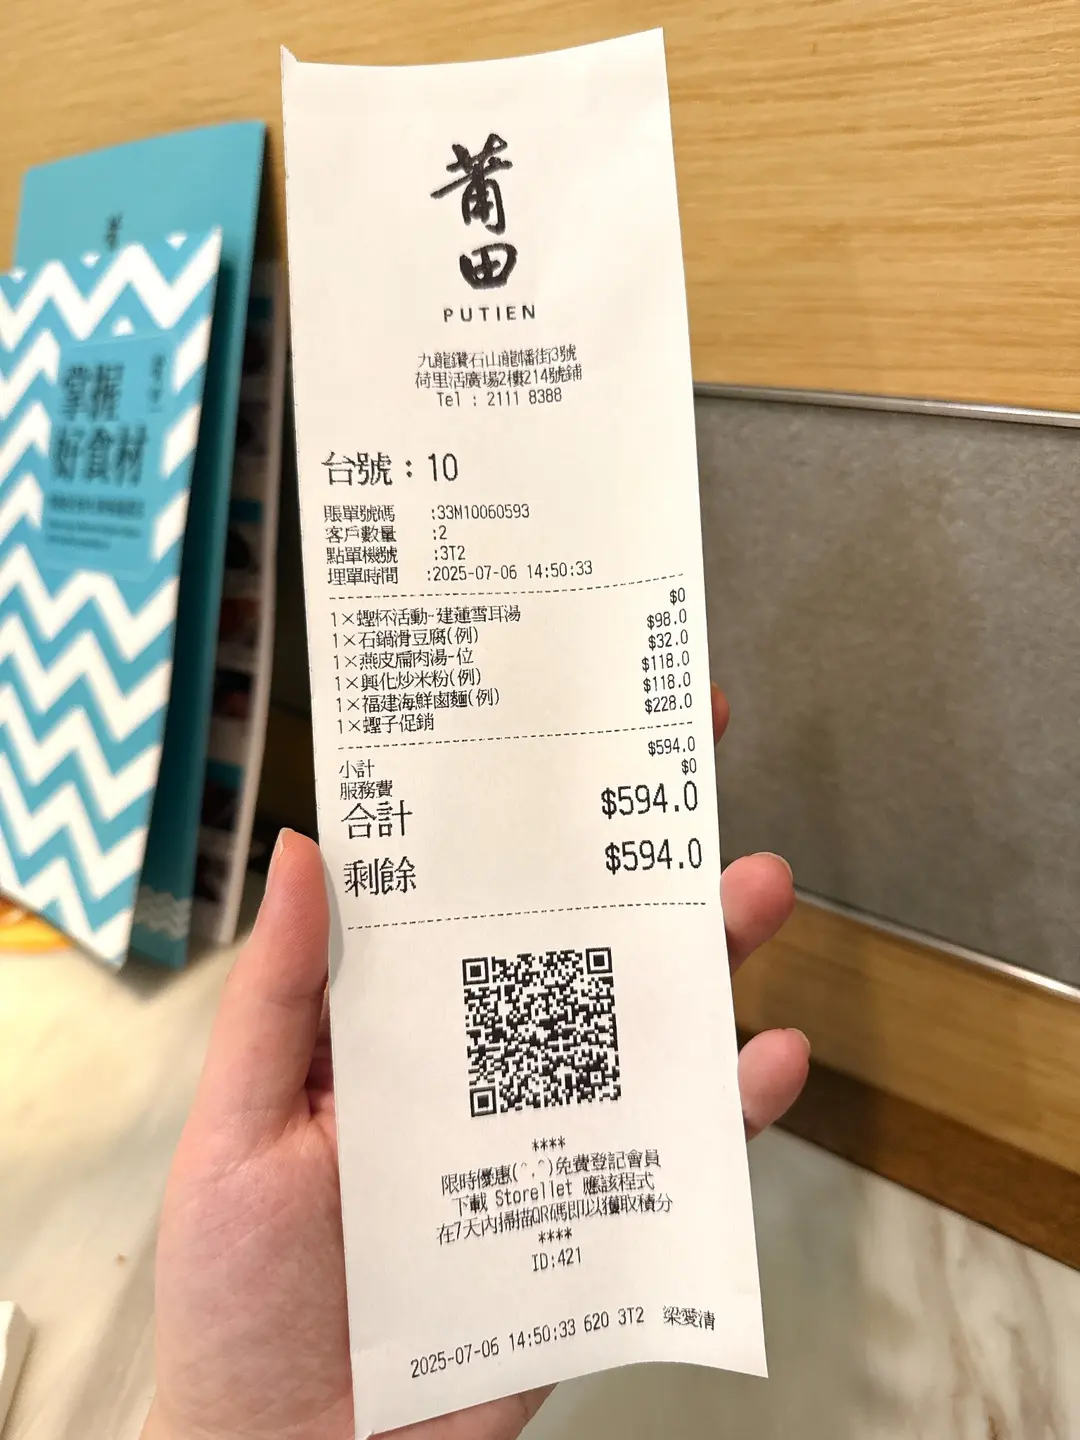 莆田
PUTIEN
九龍鑽石山龍蟠街3號
荷里活廣場2樓214號鋪
Tel : 2111 8388
台號：10
賬單號碼 :33M10060593
客戶數量 :2
點單機號 :3T2
埋單時間 :2025-07-06 14:50:33
1×蟶杯活動-建蓮雪耳湯 $0
1×石鍋滑豆腐(例) $98.0
1×燕皮扁肉湯-位 $32.0
1×興化炒米粉(例) $118.0
1×福建海鮮鹵麵(例) $118.0
1×蟶子促銷 $228.0
小計 $594.0
服務費 $0
合計 $594.0
剩餘 $594.0
****
限時優惠(^.^)免費登記會員
下載 Storellet 應該程式
在7天內掃描QR碼即以獲取積分
****
ID:421
2025-07-06 14:50:33 620 3T2 梁愛清
掌握
好食材